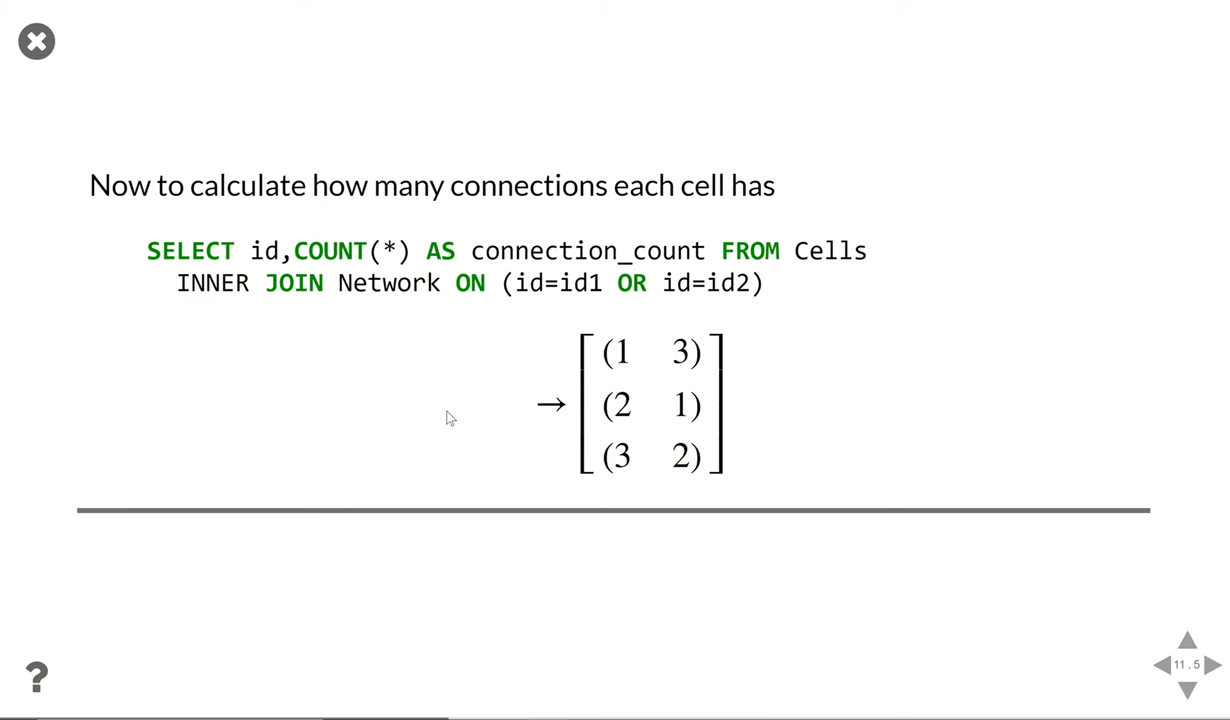 Now to calculate how many connections each cell has
SELECT id,COUNT(*) AS connection_count FROM Cells
INNER JOIN Network ON (id=id1 OR id=id2)
→ [ (1 3)
(2 1)
(3 2) ]
?
11.5